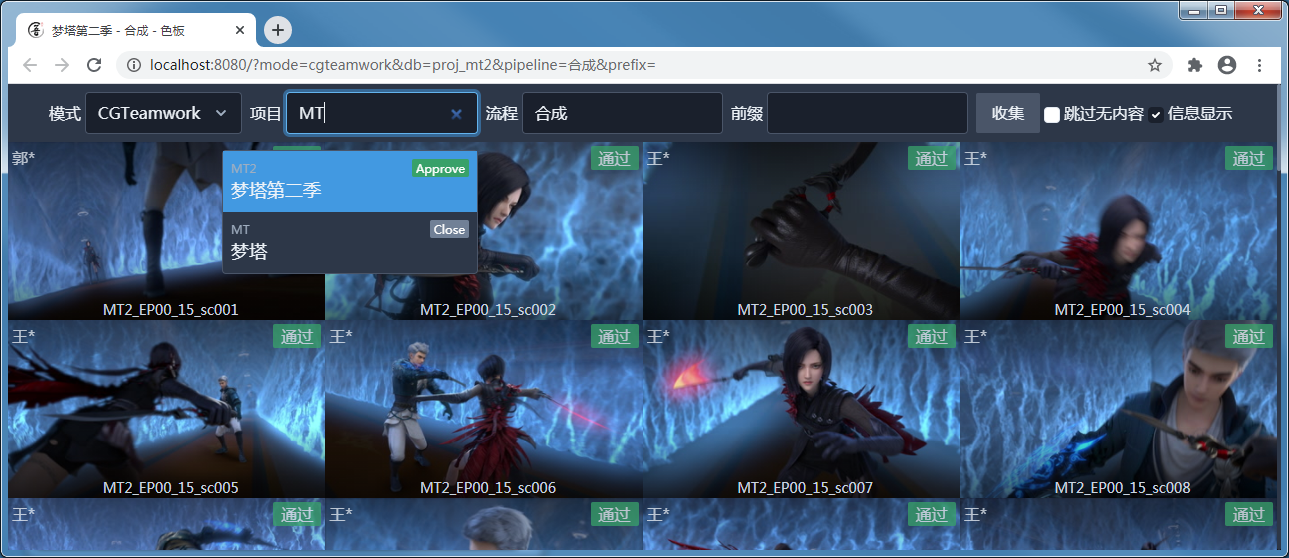 梦塔第二季 - 合成 - 色板
localhost:8080/?mode=cgteamwork&db=proj_mt2&pipeline=合成&prefix=
模式 CGTeamwork 项目 MT 流程 合成 前缀 收集 跳过无内容 信息显示
MT2 Approve
梦塔第二季
MT Close
梦塔
郭*
通过
王* 通过
王* 通过
MT2_EP00_15_sc001 MT2_EP00_15_sc002 MT2_EP00_15_sc003 MT2_EP00_15_sc004
王* 通过 王* 通过 王* 通过 王* 通过
MT2_EP00_15_sc005 MT2_EP00_15_sc006 MT2_EP00_15_sc007 MT2_EP00_15_sc008
王* 通过 王* 通过 王* 通过 王* 通过